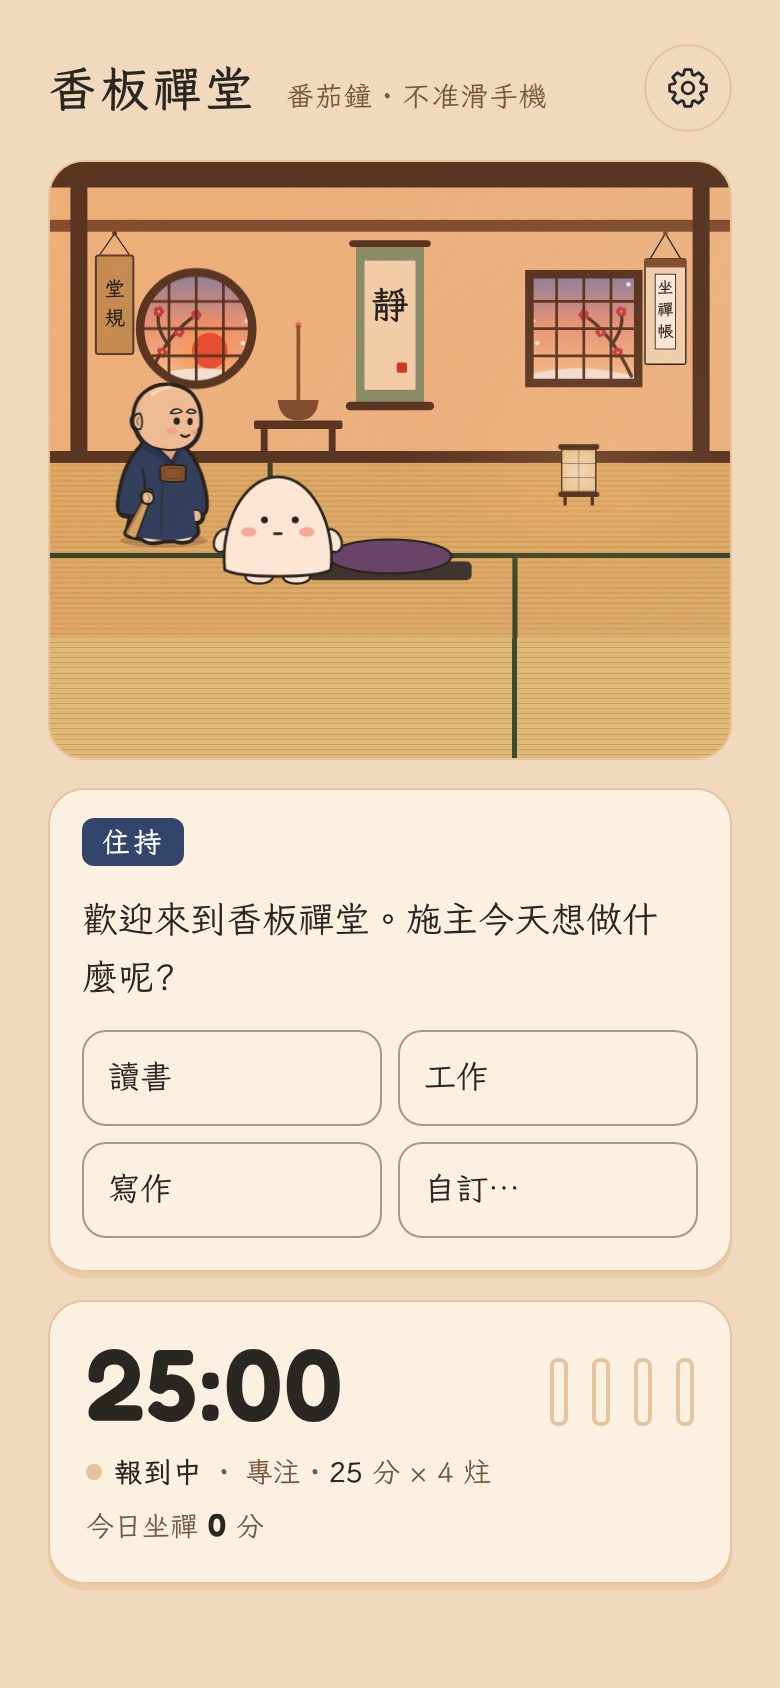 香板禪堂 番茄鐘・不准滑手機
堂規
靜
坐禪帳
住持
歡迎來到香板禪堂。施主今天想做什
麼呢?
讀書
工作
寫作
自訂…
25:00
報到中 · 專注・25 分 × 4 炷
今日坐禪 0 分